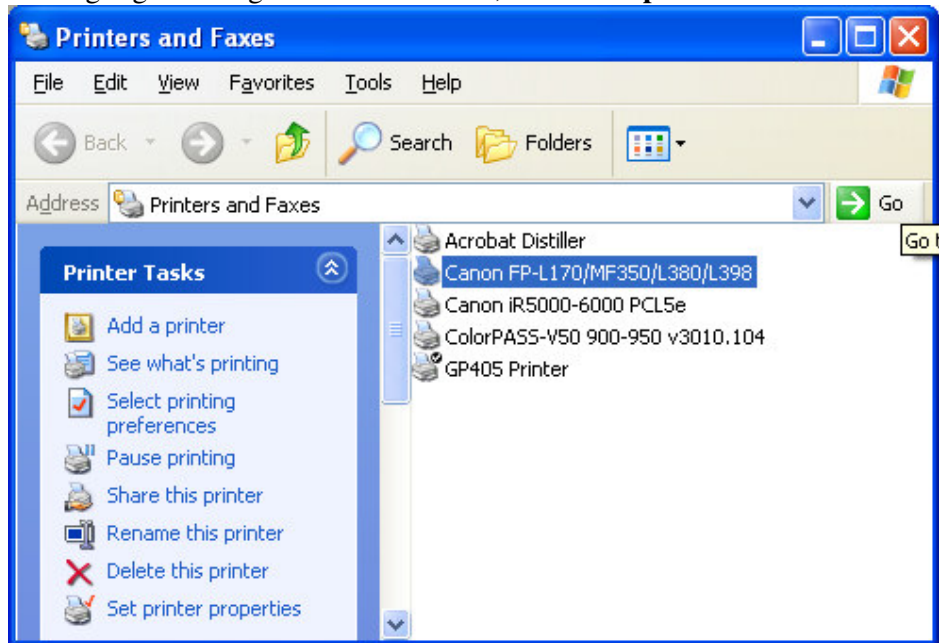 Printers and Faxes
File Edit View Favorites Tools Help
Back Search Folders
Address Printers and Faxes Go
Go t
Printer Tasks
Add a printer
See what's printing
Select printing
preferences
Pause printing
Share this printer
Rename this printer
Delete this printer
Set printer properties
Acrobat Distiller
Canon FP-L170/MF350/L380/L398
Canon iR5000-6000 PCL5e
ColorPASS-V50 900-950 v3010.104
GP405 Printer